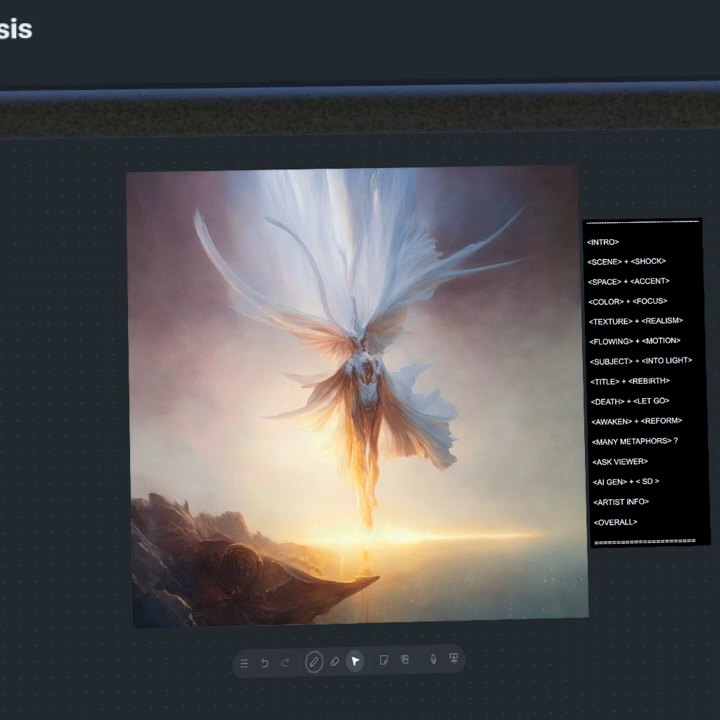 sis
<INTRO>
<SCENE> + <SHOCK>
<SPACE> + <ACCENT>
<COLOR> + <FOCUS>
<TEXTURE> + <REALISM>
<FLOWING> + <MOTION>
<SUBJECT> + <INTO LIGHT>
<TITLE> + <REBIRTH>
<DEATH> + <LET GO>
<AWAKEN> + <REFORM>
<MANY METAPHORS> ?
<ASK VIEWER>
<AI GEN> + < SD >
<ARTIST INFO>
<OVERALL>